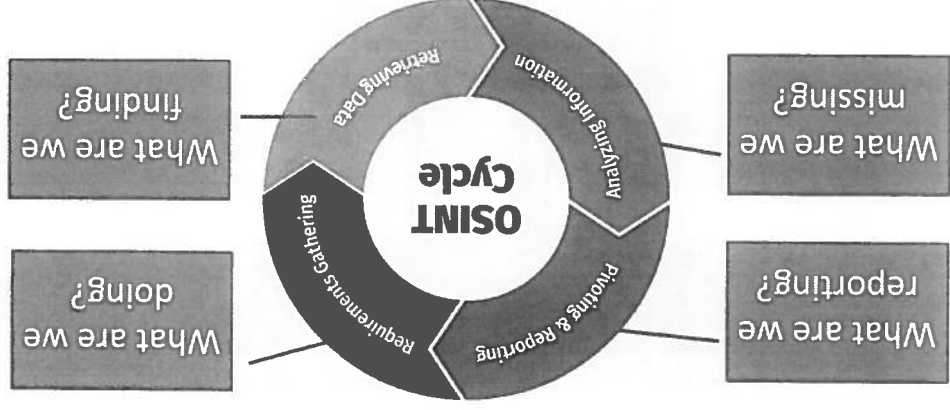 What are we
reporting?
Pivoting & Reporting
Requirements Gathering
What are we
doing?
OSINT
Cycle
What are we
missing?
Analyzing Information
Retrieving Data
What are we
finding?